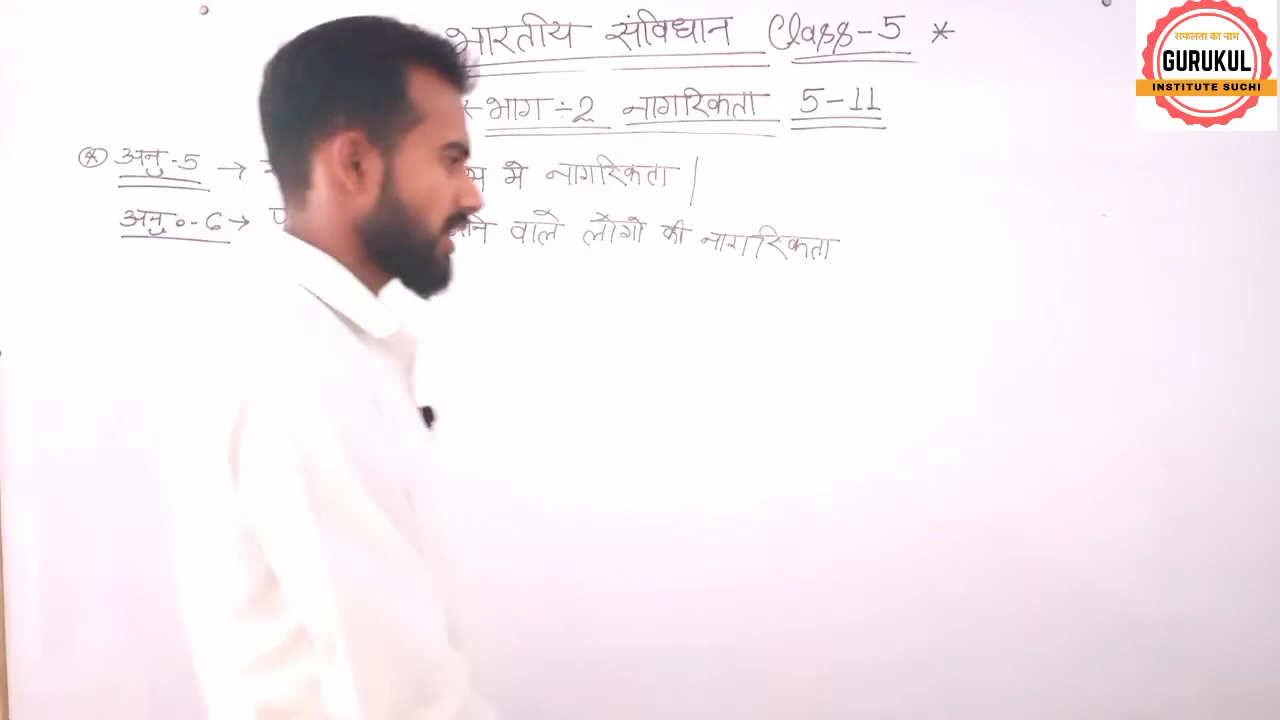 भारतीय संविधान Class-5 *
भाग ÷ 2 नागरिकता 5-11
अनु-5 → में नागरिकता |
अनु०-6 → वाले लोगों की नागरिकता
सफलता का नाम
GURUKUL
INSTITUTE SUCHI